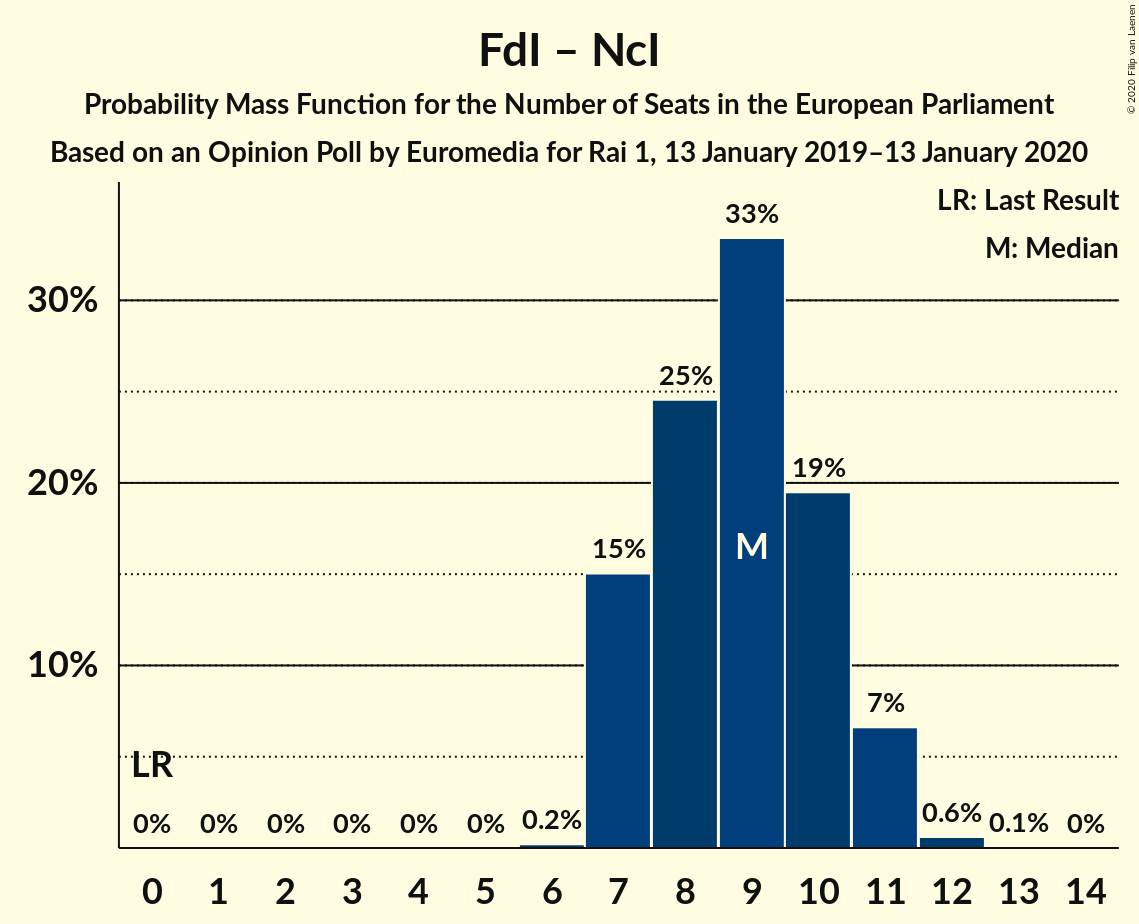 FdI – NcI
Probability Mass Function for the Number of Seats in the European Parliament
Based on an Opinion Poll by Euromedia for Rai 1, 13 January 2019–13 January 2020
© 2020 Filip van Laenen
LR: Last Result
M: Median
33%
30%
25%
20%
19%
15%
M
10%
7%
LR
0% 0% 0% 0% 0% 0% 0.2% 0.6% 0.1% 0%
0 1 2 3 4 5 6 7 8 9 10 11 12 13 14